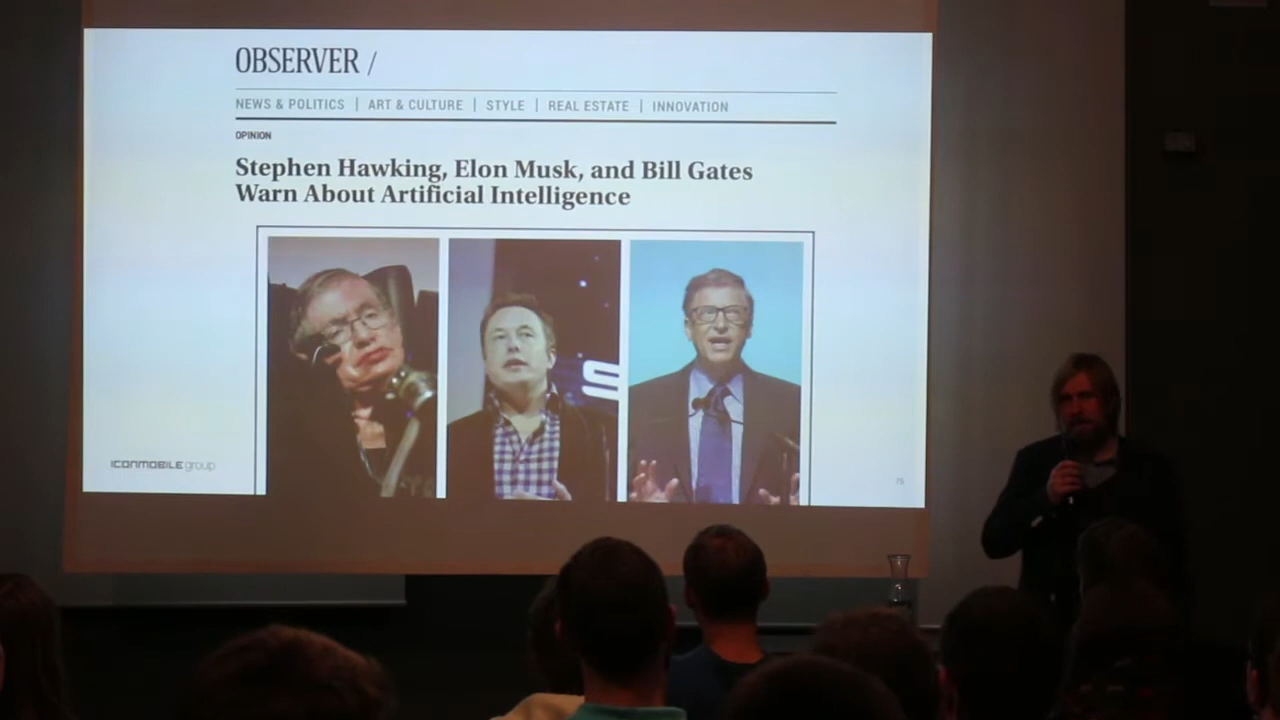 OBSERVER /
NEWS & POLITICS | ART & CULTURE | STYLE | REAL ESTATE | INNOVATION
OPINION
Stephen Hawking, Elon Musk, and Bill Gates
Warn About Artificial Intelligence
ICONMOBILE group